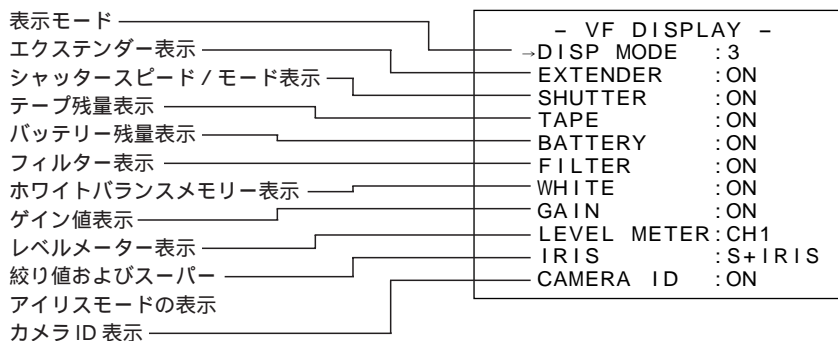 表示モード
エクステンダー表示
シャッタースピード / モード表示
テープ残量表示
バッテリー残量表示
フィルター表示
ホワイトバランスメモリー表示
ゲイン値表示
レベルメーター表示
絞り値およびスーパー
アイリスモードの表示
カメラ ID 表示
– VF DISPLAY –
→DISP MODE :3
EXTENDER :ON
SHUTTER :ON
TAPE :ON
BATTERY :ON
FILTER :ON
WHITE :ON
GAIN :ON
LEVEL METER:CH1
IRIS :S+IRIS
CAMERA ID :ON